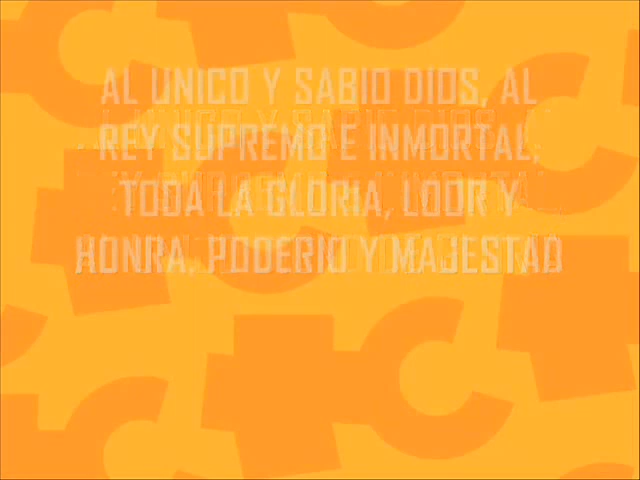 AL UNICO Y SABIO DIOS, AL
REY SUPREMO E INMORTAL;
TODA LA GLORIA, LOOR Y
HONRA, PODERIO Y MAJESTAD